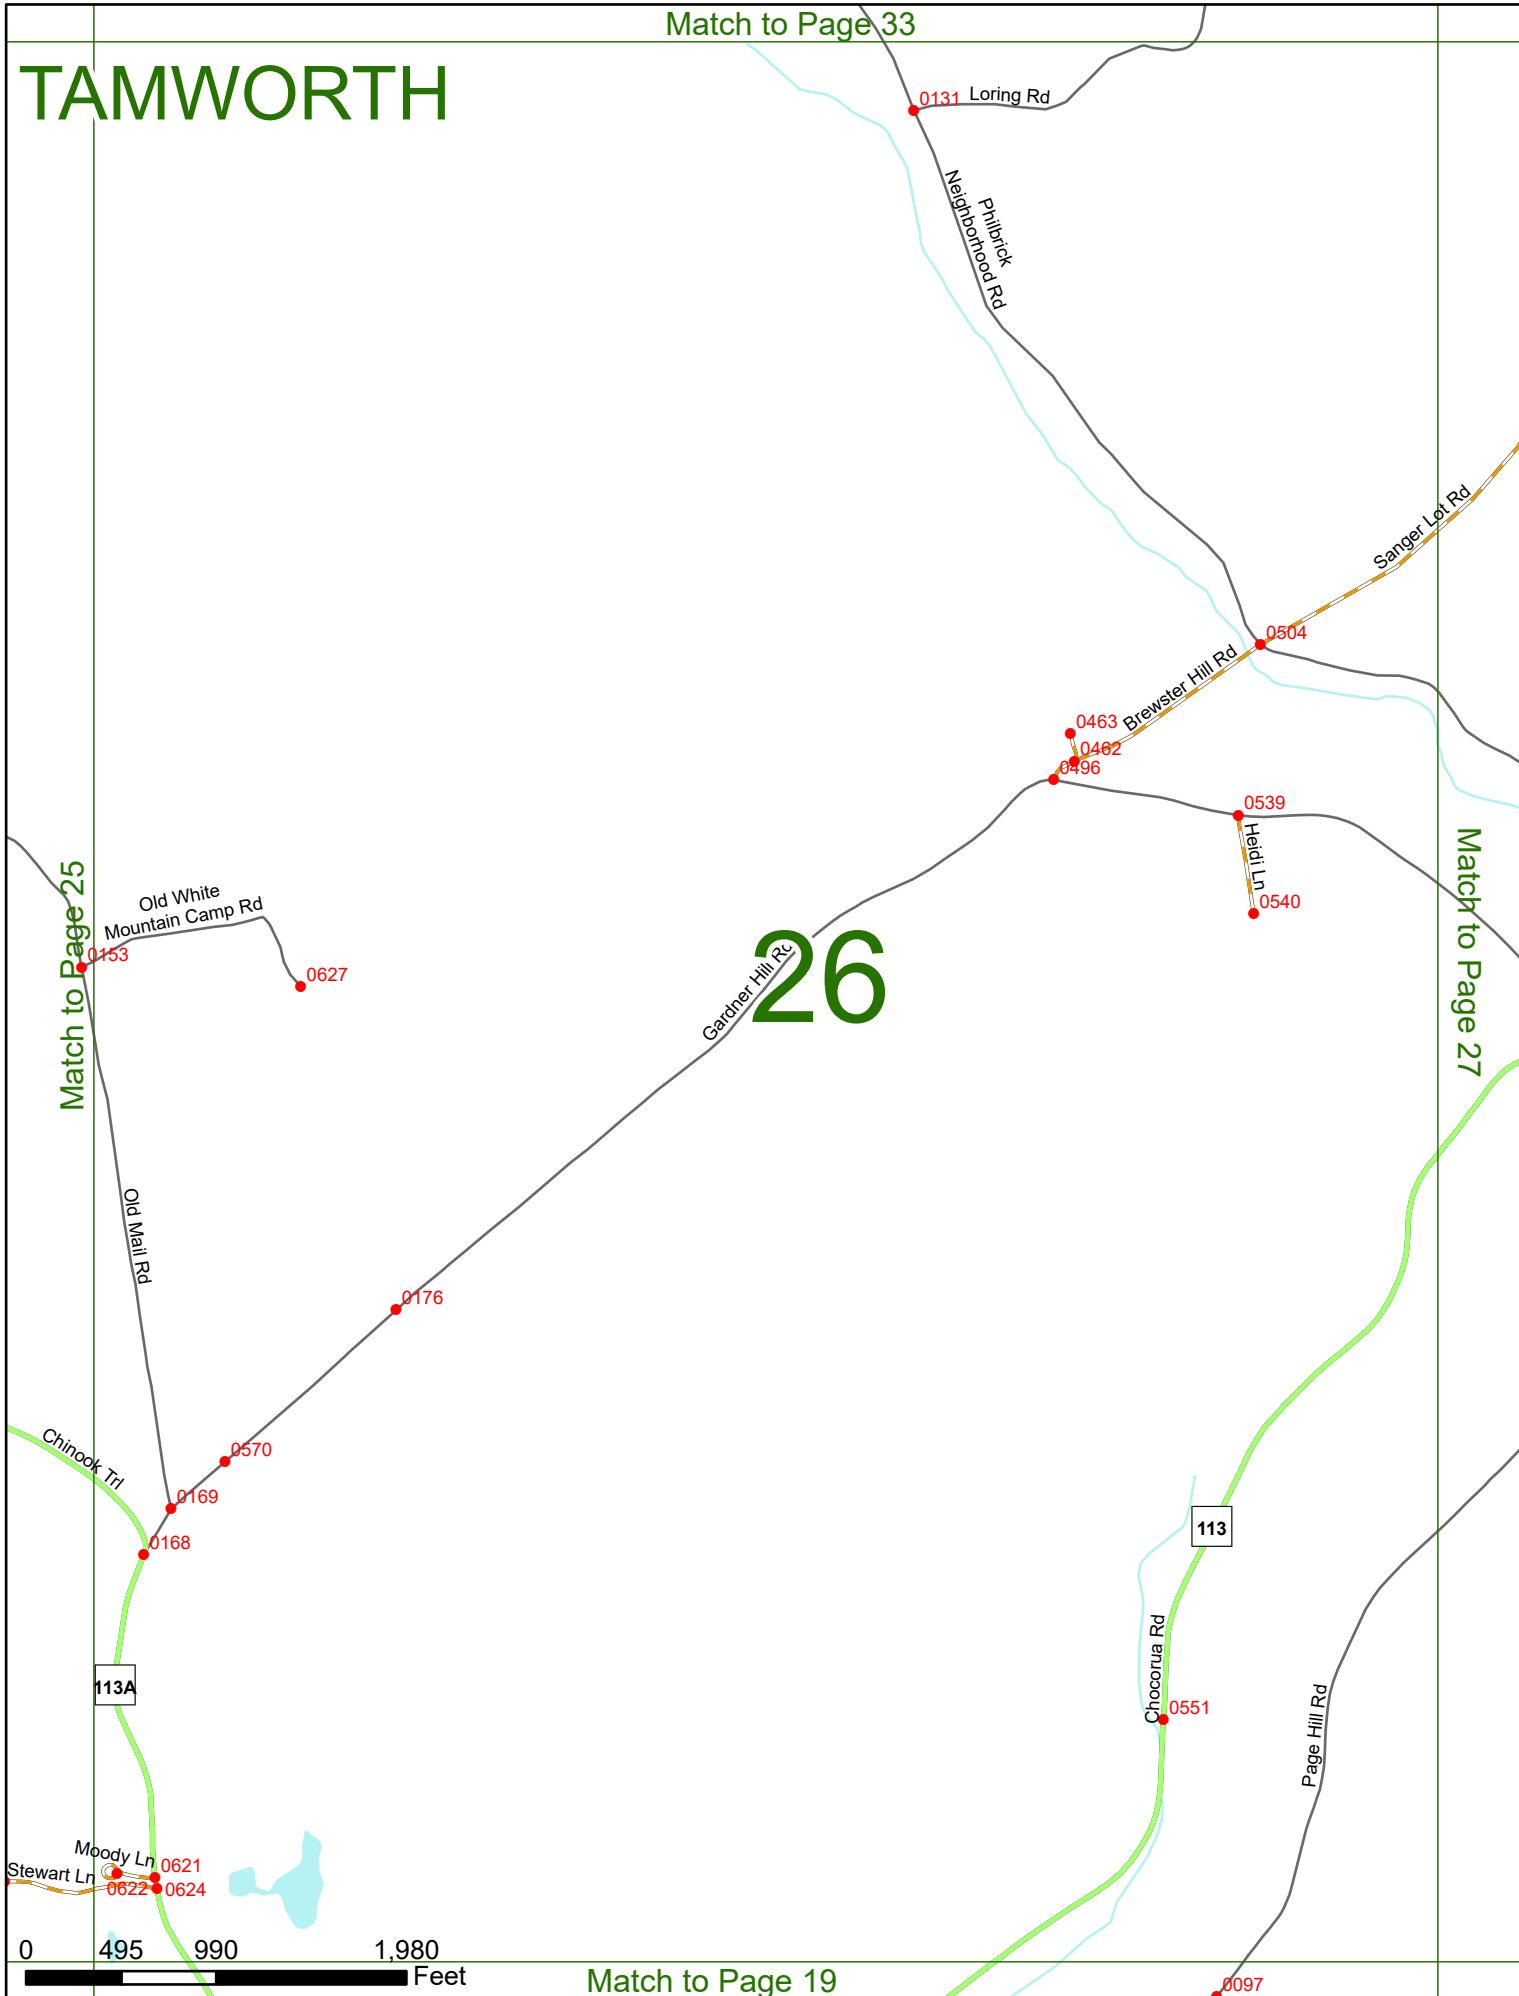 Match to Page 33
TAMWORTH
0131
Loring Rd
Philbrick
Neighborhood Rd
Sanger Lot Rd
0504
Brewster Hill Rd
0463
0462
0496
0539
Heidi Ln
0540
Match to Page 25
Old White
Mountain Camp Rd
0153
0627
26
Gardner Hill Rd
Match to Page 27
Old Mail Rd
0176
Chinook Trl
0570
0169
0168
113
113A
Chocorua Rd
0551
Page Hill Rd
Moody Ln
0621
Stewart Ln
0622
0624
0 495 990 1,980
Feet
Match to Page 19
0097